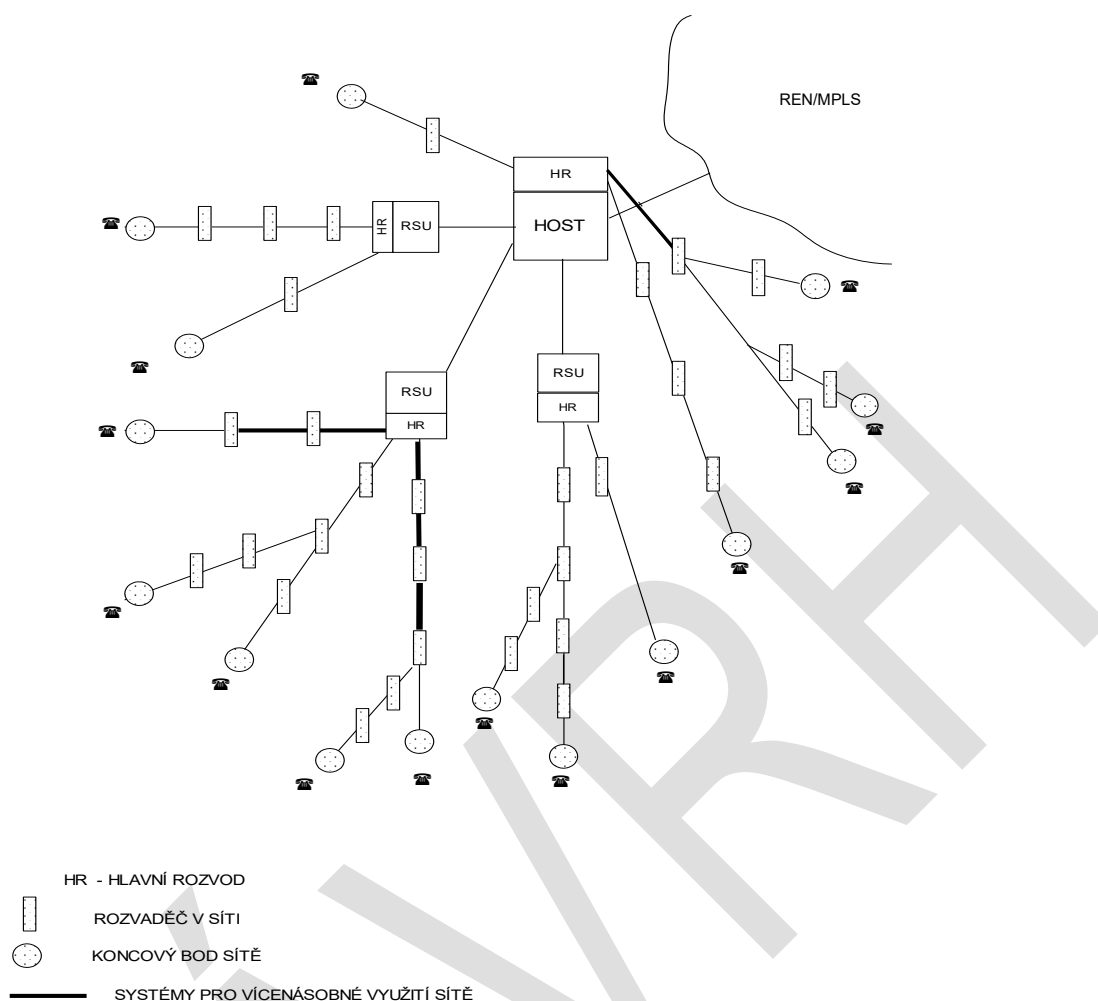 REN/MPLS
HR
HOST
HR
RSU
RSU
HR
RSU
HR
HR - HLAVNÍ ROZVOD
ROZVADĚČ V SÍTI
KONCOVÝ BOD SÍTĚ
SYSTÉMY PRO VÍCENÁSOBNÉ VYUŽITÍ SÍTĚ
ÁVRH